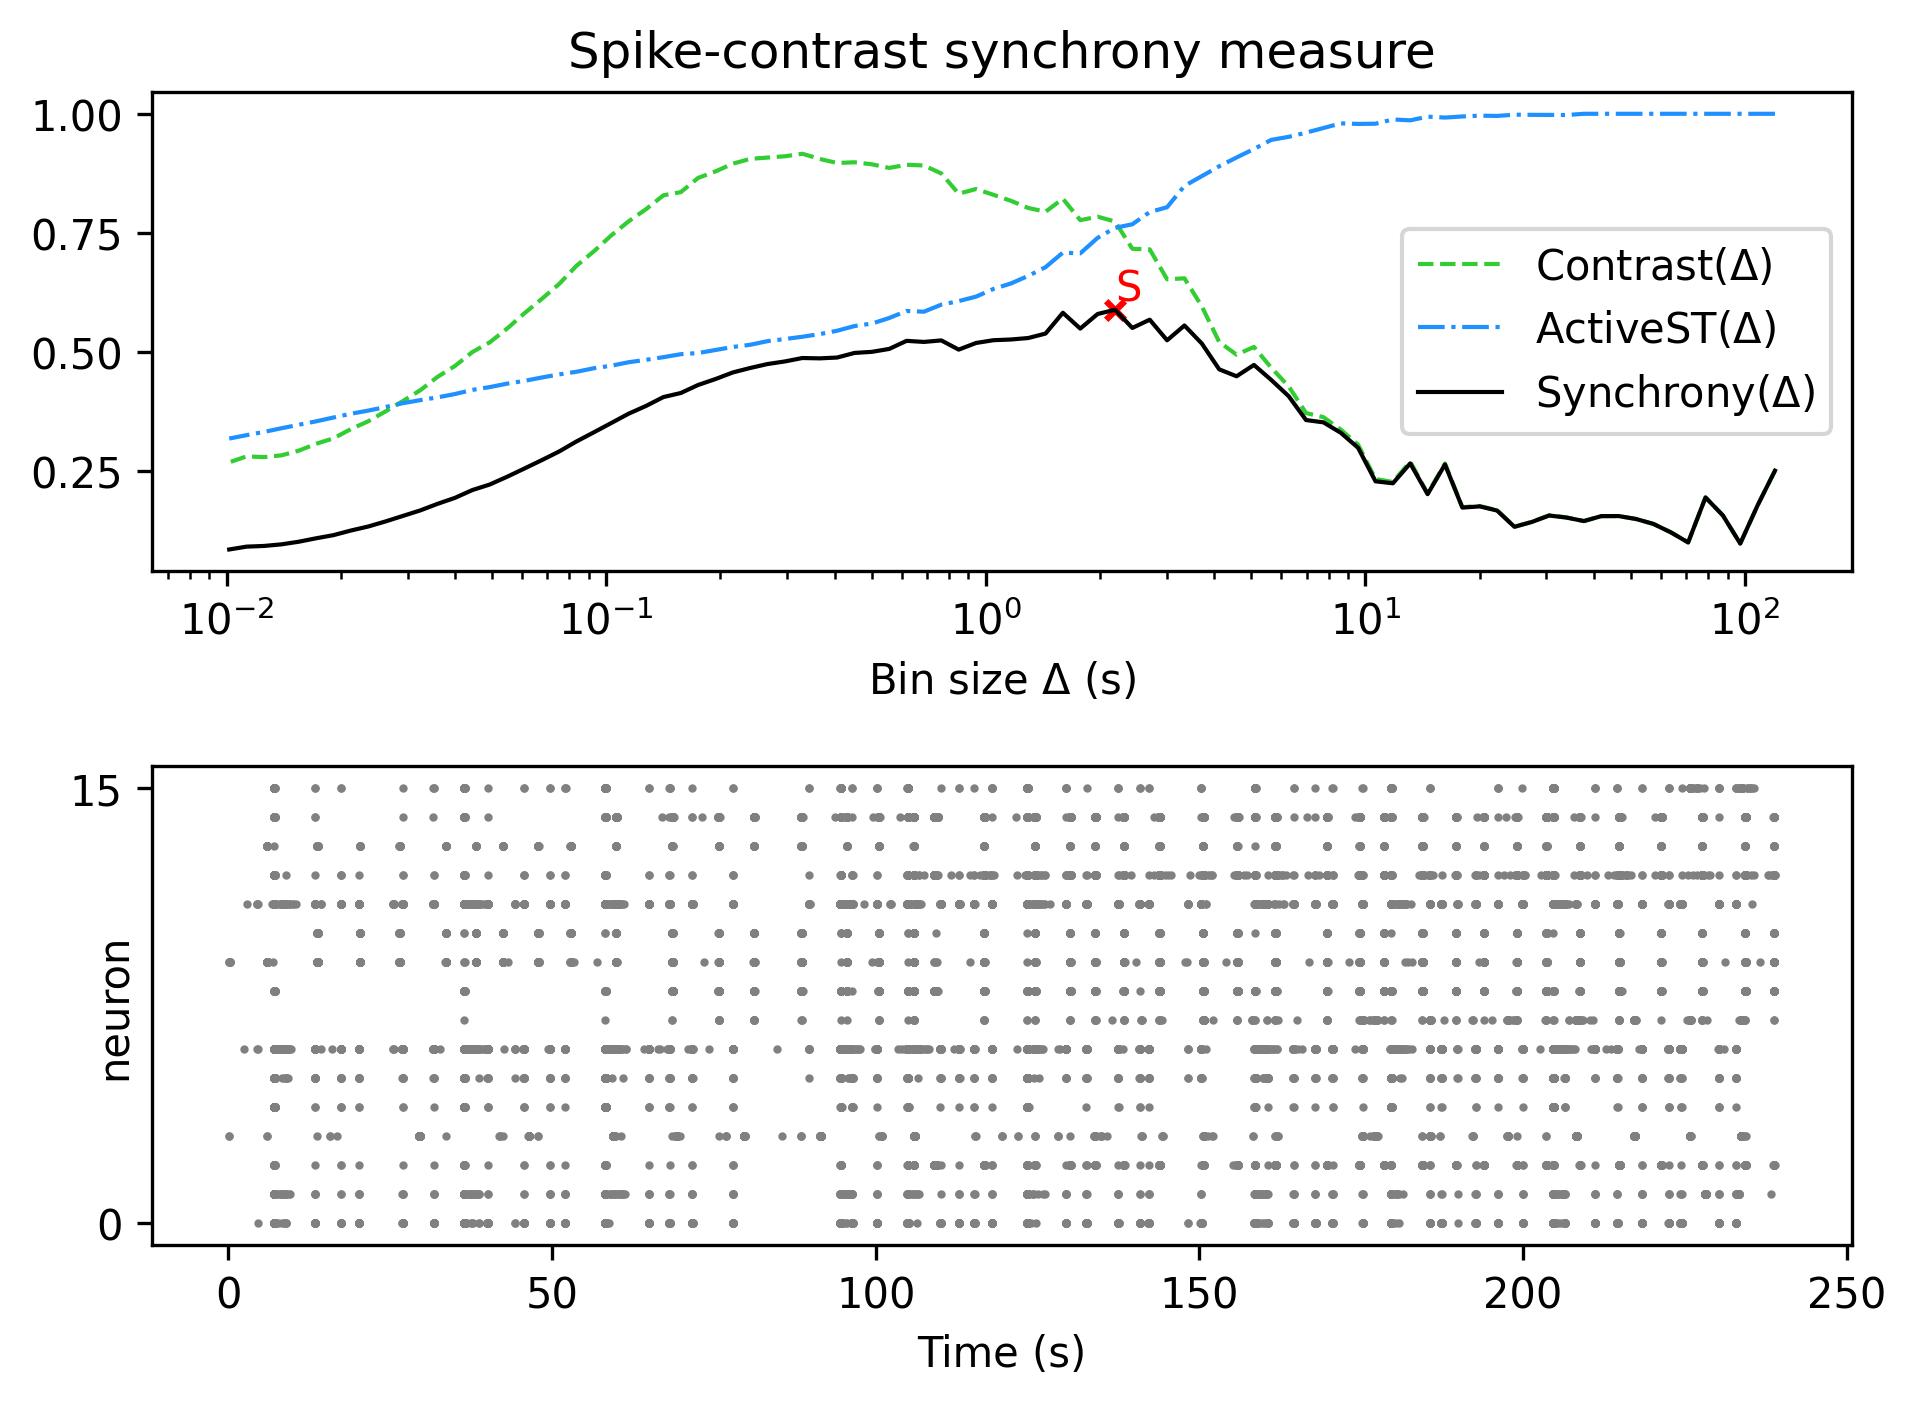 Spike-contrast synchrony measure
1.00
0.75
0.50
0.25
S
Contrast(Δ)
ActiveST(Δ)
Synchrony(Δ)
10⁻² 10⁻¹ 10⁰ 10¹ 10²
Bin size Δ (s)
15
0
neuron
0 50 100 150 200 250
Time (s)